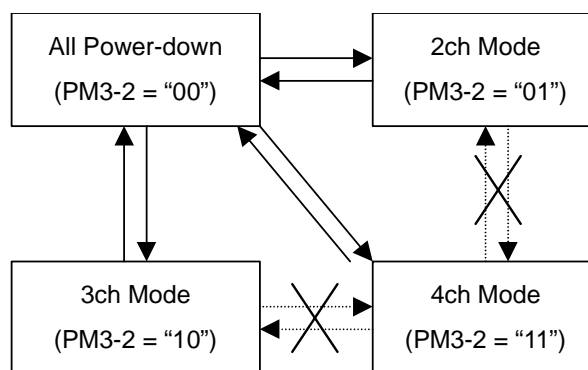 All Power-down
(PM3-2 = “00”)
2ch Mode
(PM3-2 = “01”)
3ch Mode
(PM3-2 = “10”)
4ch Mode
(PM3-2 = “11”)